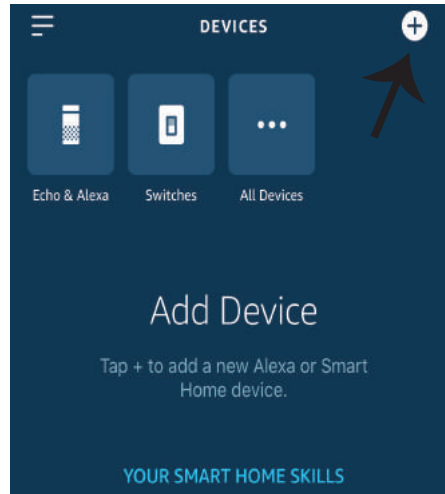 DEVICES
Echo & Alexa
Switches
All Devices
Add Device
Tap + to add a new Alexa or Smart
Home device.
YOUR SMART HOME SKILLS